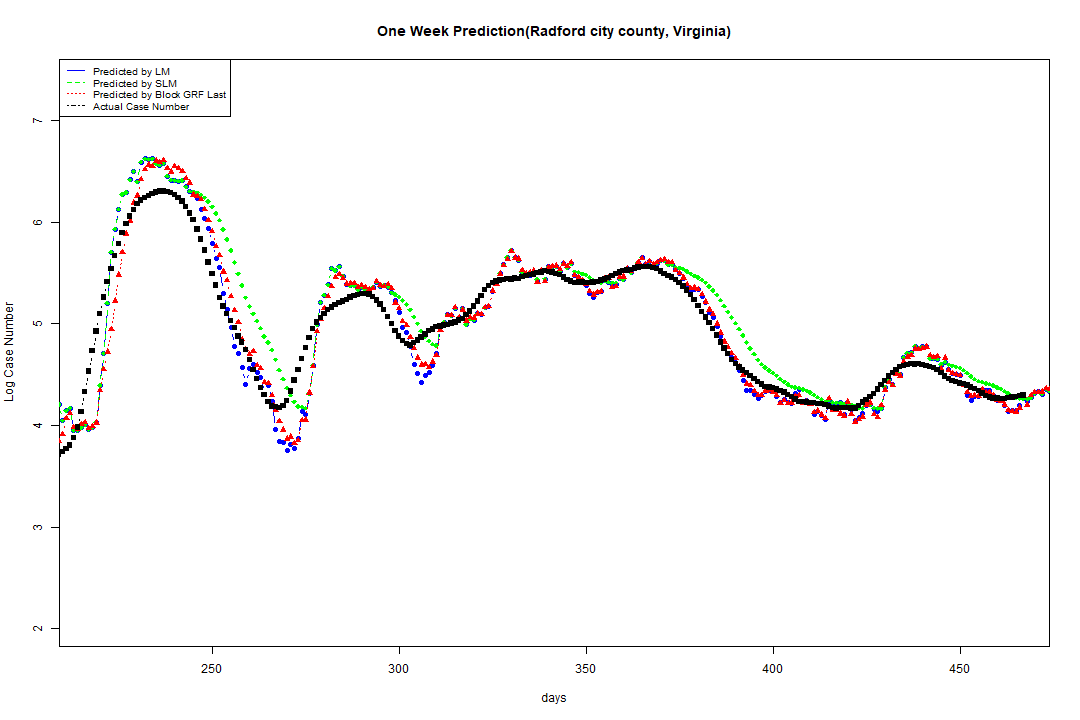 One Week Prediction(Radford city county, Virginia)
Predicted by LM
Predicted by SLM
Predicted by Block GRF Last
Actual Case Number
7
6
5
4
3
2
Log Case Number
250 300 350 400 450
days